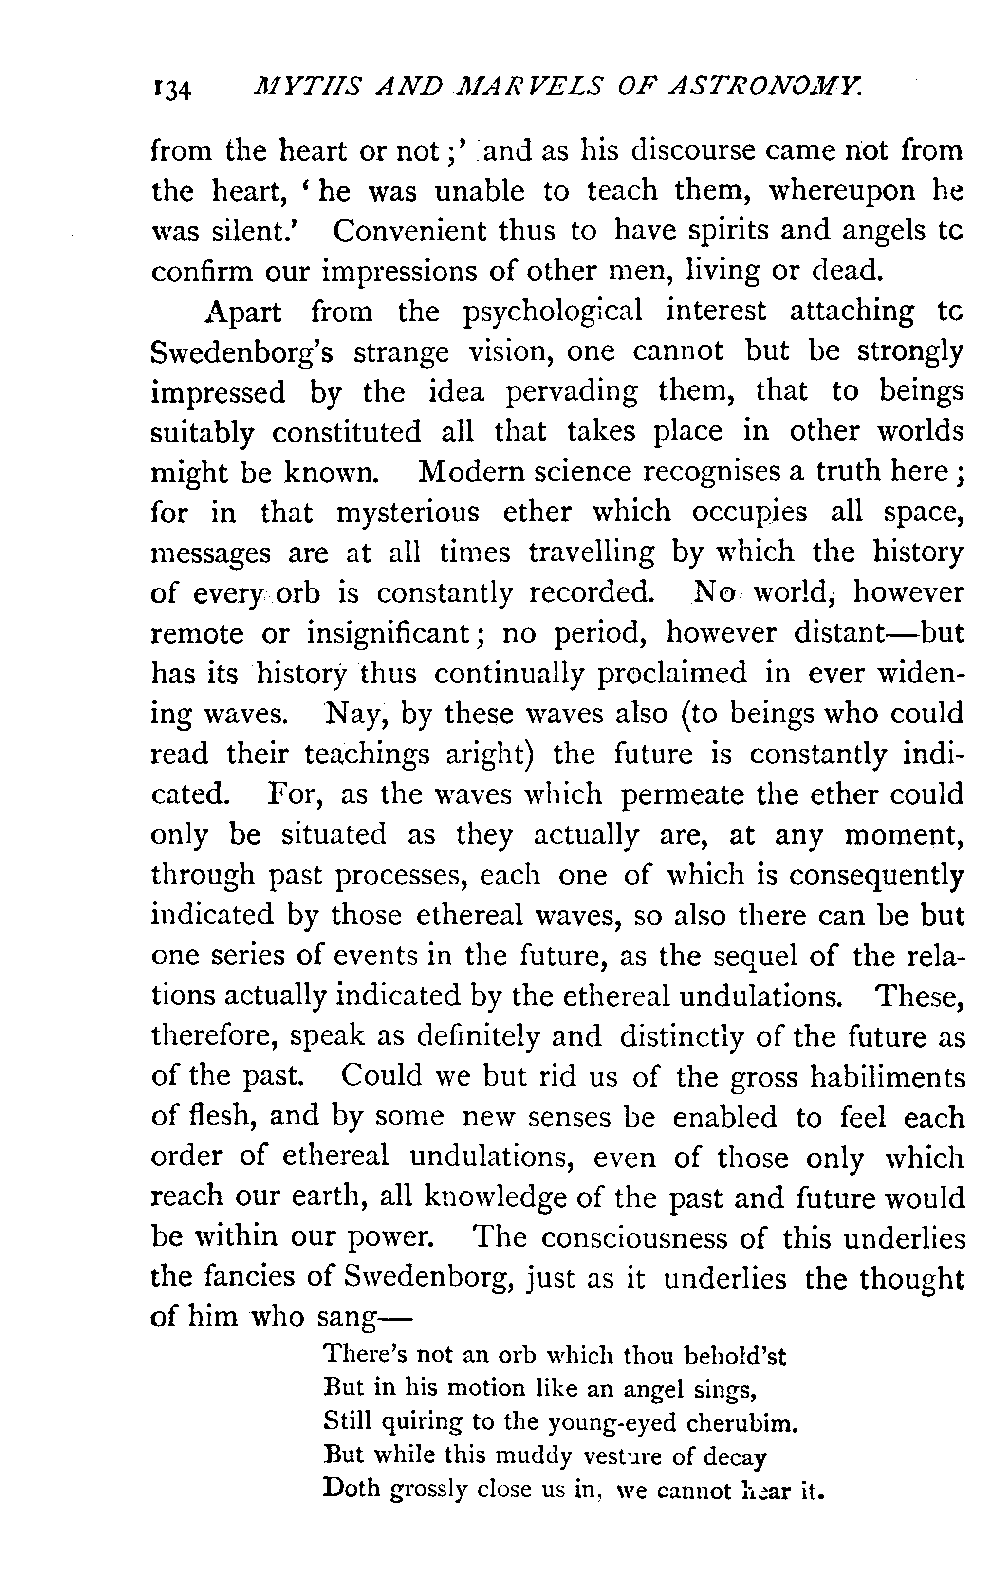 134 MYTHS AND MARVELS OF ASTRONOMY.
from the heart or not;' and as his discourse came not from
the heart, 'he was unable to teach them, whereupon he
was silent.' Convenient thus to have spirits and angels to
confirm our impressions of other men, living or dead.
Apart from the psychological interest attaching to
Swedenborg's strange vision, one cannot but be strongly
impressed by the idea pervading them, that to beings
suitably constituted all that takes place in other worlds
might be known. Modern science recognises a truth here;
for in that mysterious ether which occupies all space,
messages are at all times travelling by which the history
of every orb is constantly recorded. No world, however
remote or insignificant; no period, however distant—but
has its history thus continually proclaimed in ever widen-
ing waves. Nay, by these waves also (to beings who could
read their teachings aright) the future is constantly indi-
cated. For, as the waves which permeate the ether could
only be situated as they actually are, at any moment,
through past processes, each one of which is consequently
indicated by those ethereal waves, so also there can be but
one series of events in the future, as the sequel of the rela-
tions actually indicated by the ethereal undulations. These,
therefore, speak as definitely and distinctly of the future as
of the past. Could we but rid us of the gross habiliments
of flesh, and by some new senses be enabled to feel each
order of ethereal undulations, even of those only which
reach our earth, all knowledge of the past and future would
be within our power. The consciousness of this underlies
the fancies of Swedenborg, just as it underlies the thought
of him who sang—
There's not an orb which thou behold'st
But in his motion like an angel sings,
Still quiring to the young-eyed cherubim.
But while this muddy vesture of decay
Doth grossly close us in, we cannot hear it.